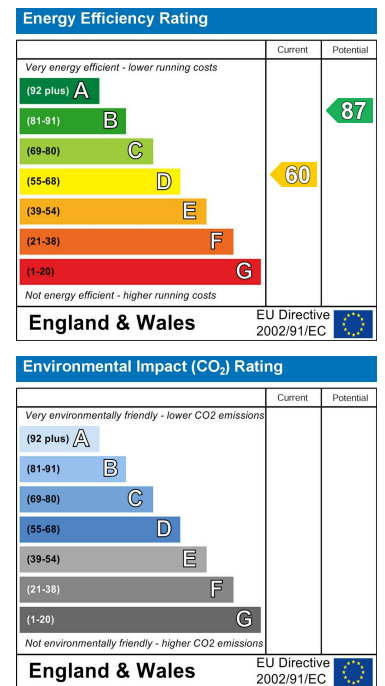 Energy Efficiency Rating
Current Potential
Very energy efficient - lower running costs
(92 plus) A
(81-91) B
87
(69-80) C
(55-68) D
60
(39-54) E
(21-38) F
(1-20) G
Not energy efficient - higher running costs
England & Wales
EU Directive
2002/91/EC
Environmental Impact (CO₂) Rating
Current Potential
Very environmentally friendly - lower CO2 emissions
(92 plus) A
(81-91) B
(69-80) C
(55-68) D
(39-54) E
(21-38) F
(1-20) G
Not environmentally friendly - higher CO2 emissions
England & Wales
EU Directive
2002/91/EC